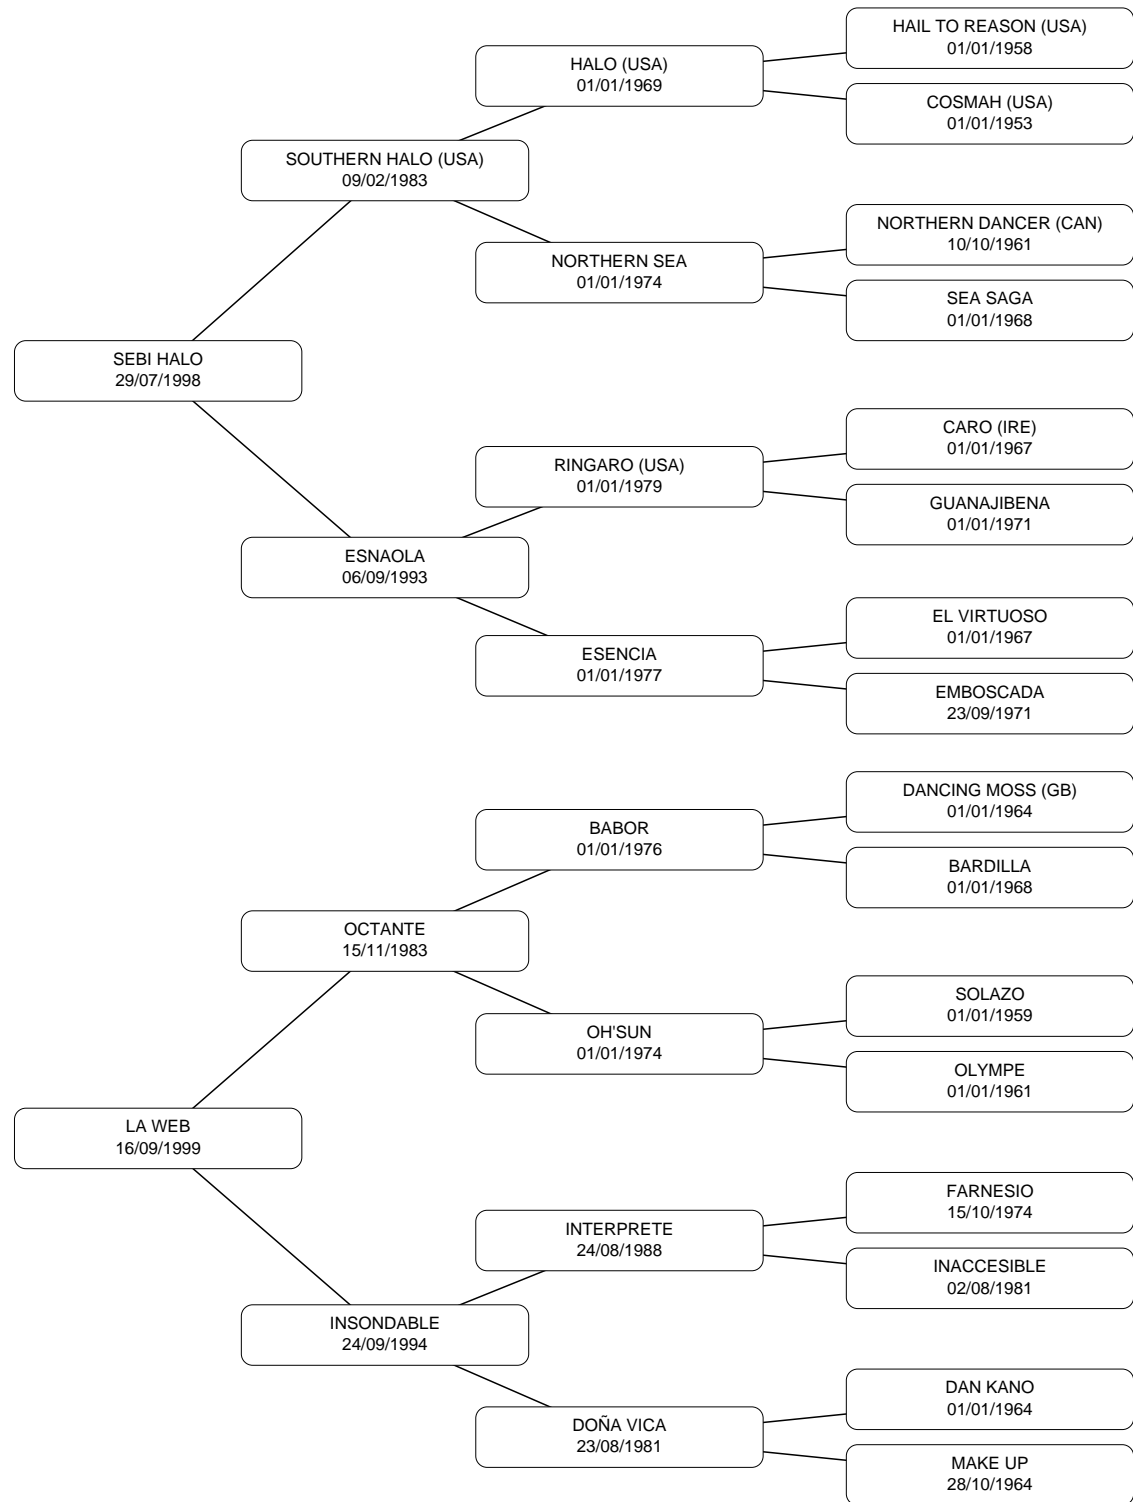 HAIL TO REASON (USA)
01/01/1958
HALO (USA)
01/01/1969
COSMAH (USA)
01/01/1953
SOUTHERN HALO (USA)
09/02/1983
NORTHERN DANCER (CAN)
10/10/1961
NORTHERN SEA
01/01/1974
SEA SAGA
01/01/1968
SEBI HALO
29/07/1998
CARO (IRE)
01/01/1967
RINGARO (USA)
01/01/1979
GUANAJIBENA
01/01/1971
ESNAOLA
06/09/1993
EL VIRTUOSO
01/01/1967
ESENCIA
01/01/1977
EMBOSCADA
23/09/1971
DANCING MOSS (GB)
01/01/1964
BABOR
01/01/1976
BARDILLA
01/01/1968
OCTANTE
15/11/1983
SOLAZO
01/01/1959
OH'SUN
01/01/1974
OLYMPE
01/01/1961
LA WEB
16/09/1999
FARNESIO
15/10/1974
INTERPRETE
24/08/1988
INACCESIBLE
02/08/1981
INSONDABLE
24/09/1994
DAN KANO
01/01/1964
DOÑA VICA
23/08/1981
MAKE UP
28/10/1964